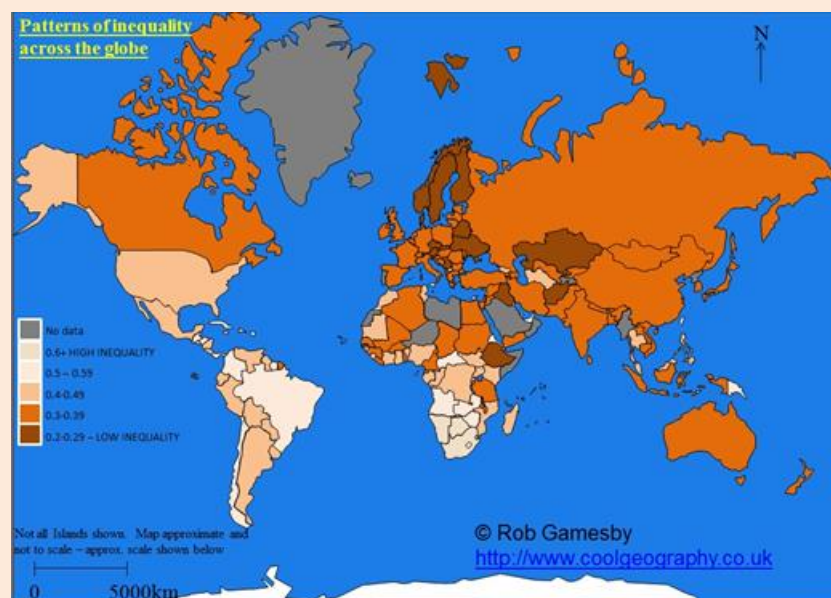 Patterns of inequality
across the globe
N
No data
0.6+ HIGH INEQUALITY
0.5 – 0.59
0.4-0.49
0.3-0.39
0.2-0.29 – LOW INEQUALITY
Not all Islands shown. Map approximate and
not to scale – approx. scale shown below
0 5000km
© Rob Gamesby
http://www.coolgeography.co.uk